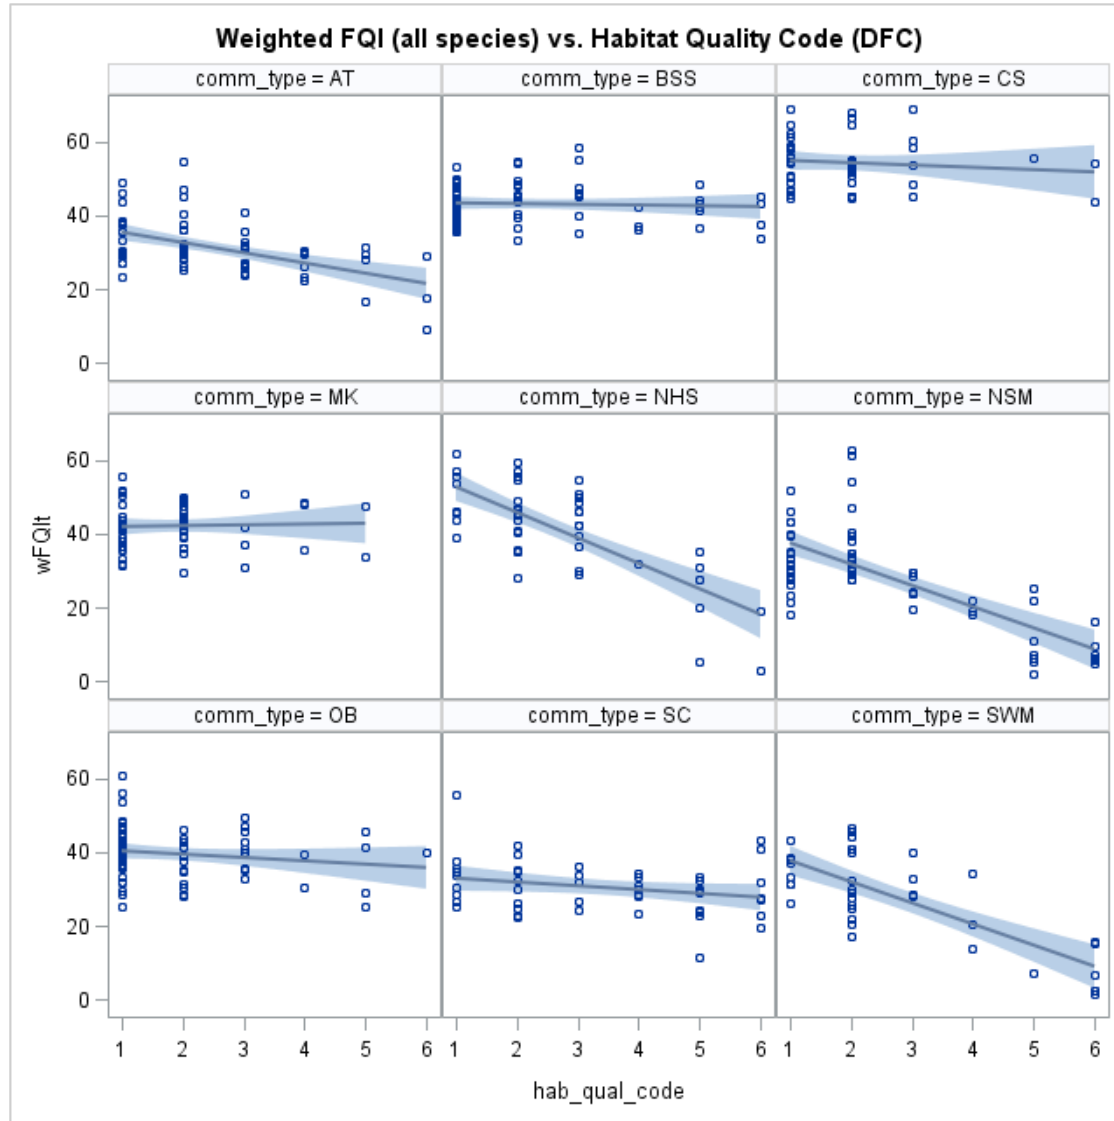 Weighted FQI (all species) vs. Habitat Quality Code (DFC)
comm_type = AT
comm_type = BSS
comm_type = CS
60
40
20
0
comm_type = MK
comm_type = NHS
comm_type = NSM
60
40
20
0
wFQIt
comm_type = OB
comm_type = SC
comm_type = SWM
60
40
20
0
1 2 3 4 5 6
1 2 3 4 5 6
1 2 3 4 5 6
hab_qual_code